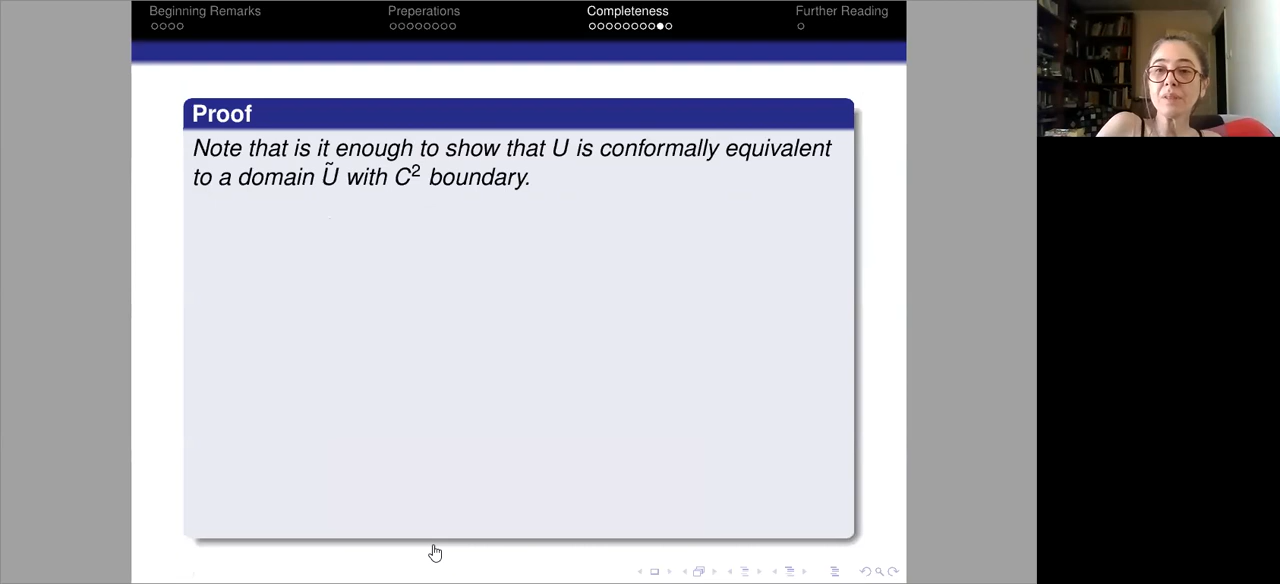 Beginning Remarks Preperations Completeness Further Reading
Proof
Note that is it enough to show that U is conformally equivalent
to a domain Ũ with C² boundary.